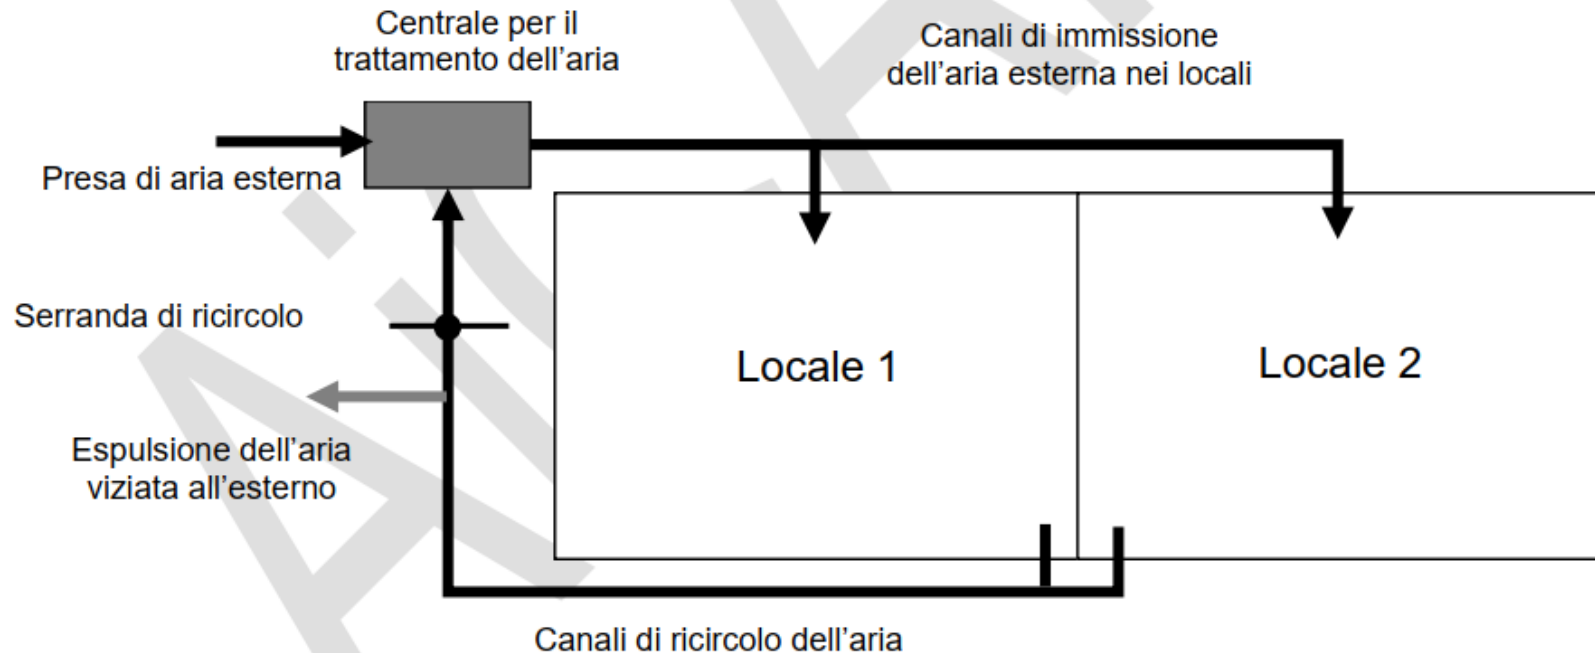 Centrale per il
trattamento dell’aria
Canali di immissione
dell’aria esterna nei locali
Presa di aria esterna
Serranda di ricircolo
Locale 1
Locale 2
Espulsione dell’aria
viziata all’esterno
Canali di ricircolo dell’aria